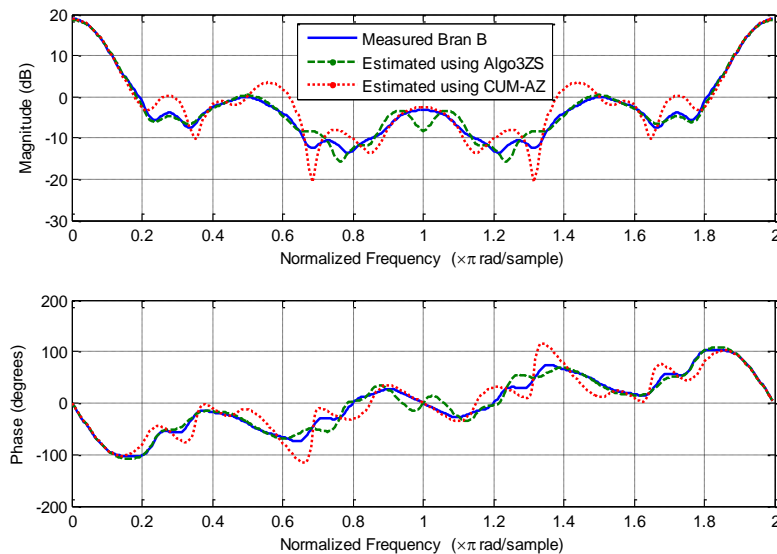 20
10
0
-10
-20
-30
Magnitude (dB)
Measured Bran B
Estimated using Algo3ZS
Estimated using CUM-AZ
0 0.2 0.4 0.6 0.8 1 1.2 1.4 1.6 1.8 2
Normalized Frequency (×π rad/sample)
200
100
0
-100
-200
Phase (degrees)
0 0.2 0.4 0.6 0.8 1 1.2 1.4 1.6 1.8 2
Normalized Frequency (×π rad/sample)